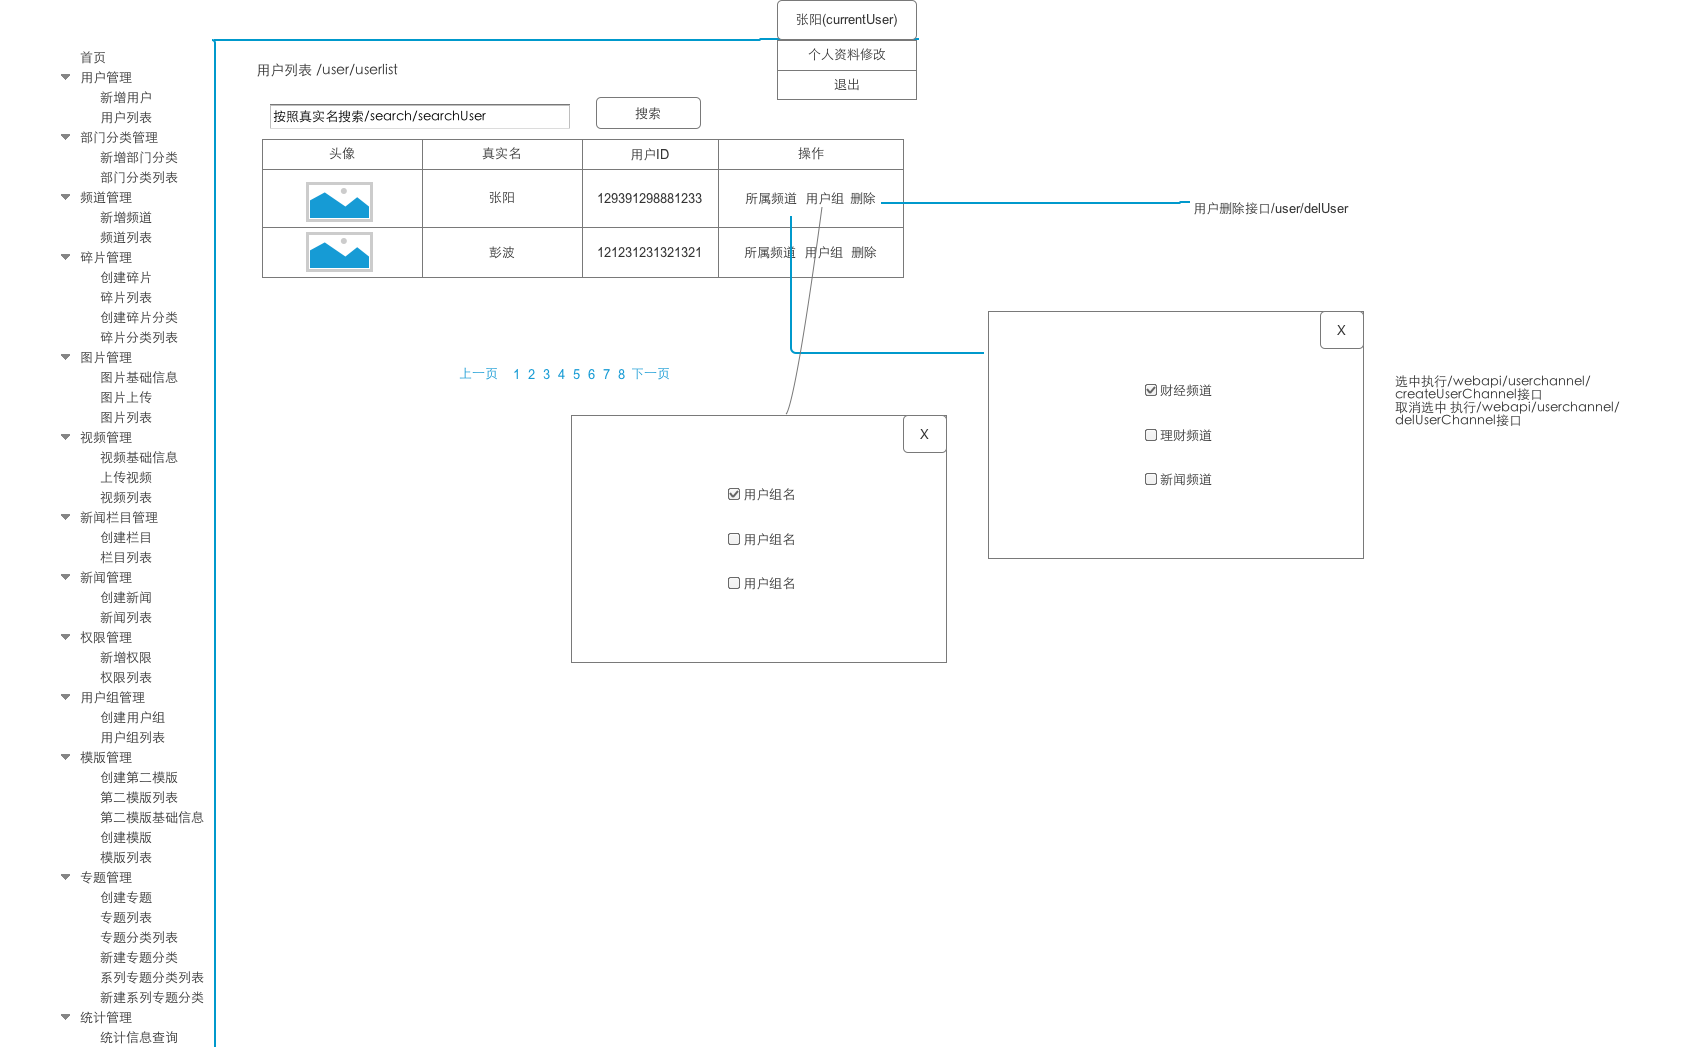 张阳(currentUser)
个人资料修改
退出
首页
用户管理
新增用户
用户列表
部门分类管理
新增部门分类
部门分类列表
频道管理
新增频道
频道列表
碎片管理
创建碎片
碎片列表
创建碎片分类
碎片分类列表
图片管理
图片基础信息
图片上传
图片列表
视频管理
视频基础信息
上传视频
视频列表
新闻栏目管理
创建栏目
栏目列表
新闻管理
创建新闻
新闻列表
权限管理
新增权限
权限列表
用户组管理
创建用户组
用户组列表
模版管理
创建第二模版
第二模版列表
第二模版基础信息
创建模版
模版列表
专题管理
创建专题
专题列表
专题分类列表
新建专题分类
系列专题分类列表
新建系列专题分类
统计管理
统计信息查询
用户列表 /user/userlist
按照真实名搜索/search/searchUser 搜索
头像 真实名 用户ID 操作
张阳 129391298881233 所属频道 用户组 删除
彭波 121231231321321 所属频道 用户组 删除
用户删除接口/user/delUser
上一页 1 2 3 4 5 6 7 8 下一页
X
用户组名
用户组名
用户组名
X
财经频道
理财频道
新闻频道
选中执行/webapi/userchannel/
createUserChannel接口
取消选中 执行/webapi/userchannel/
delUserChannel接口